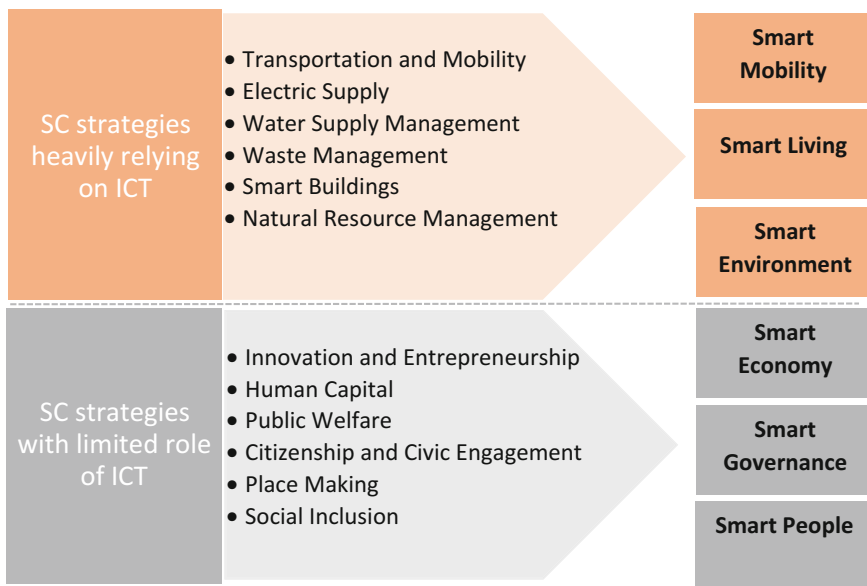 SC strategies
heavily relying
on ICT
• Transportation and Mobility
• Electric Supply
• Water Supply Management
• Waste Management
• Smart Buildings
• Natural Resource Management
Smart
Mobility
Smart Living
Smart
Environment
SC strategies
with limited role
of ICT
• Innovation and Entrepreneurship
• Human Capital
• Public Welfare
• Citizenship and Civic Engagement
• Place Making
• Social Inclusion
Smart
Economy
Smart
Governance
Smart People